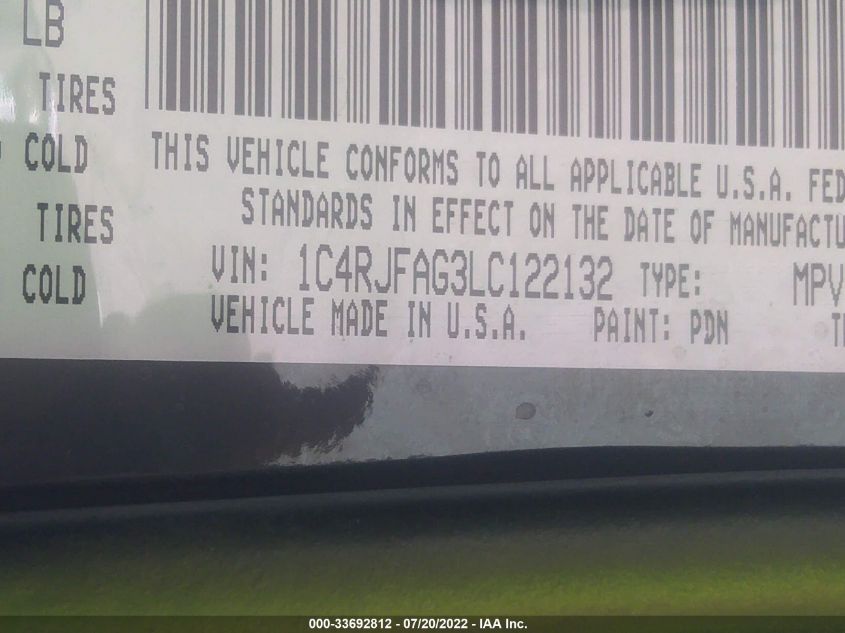 LB
TIRES
COLD THIS VEHICLE CONFORMS TO ALL APPLICABLE U.S.A. FED
TIRES STANDARDS IN EFFECT ON THE DATE OF MANUFACTU
COLD VIN: 1C4RJFAG3LC122132 TYPE: MPV
VEHICLE MADE IN U.S.A. PAINT: PDN
000-33692812 - 07/20/2022 - IAA Inc.